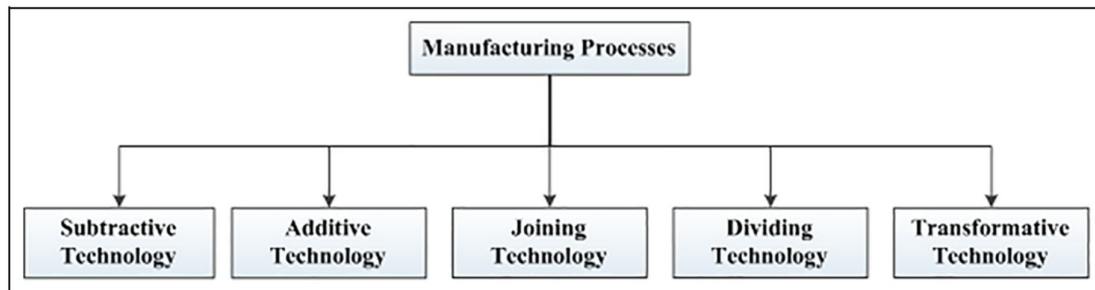 Manufacturing Processes
Subtractive
Technology
Additive
Technology
Joining
Technology
Dividing
Technology
Transformative
Technology